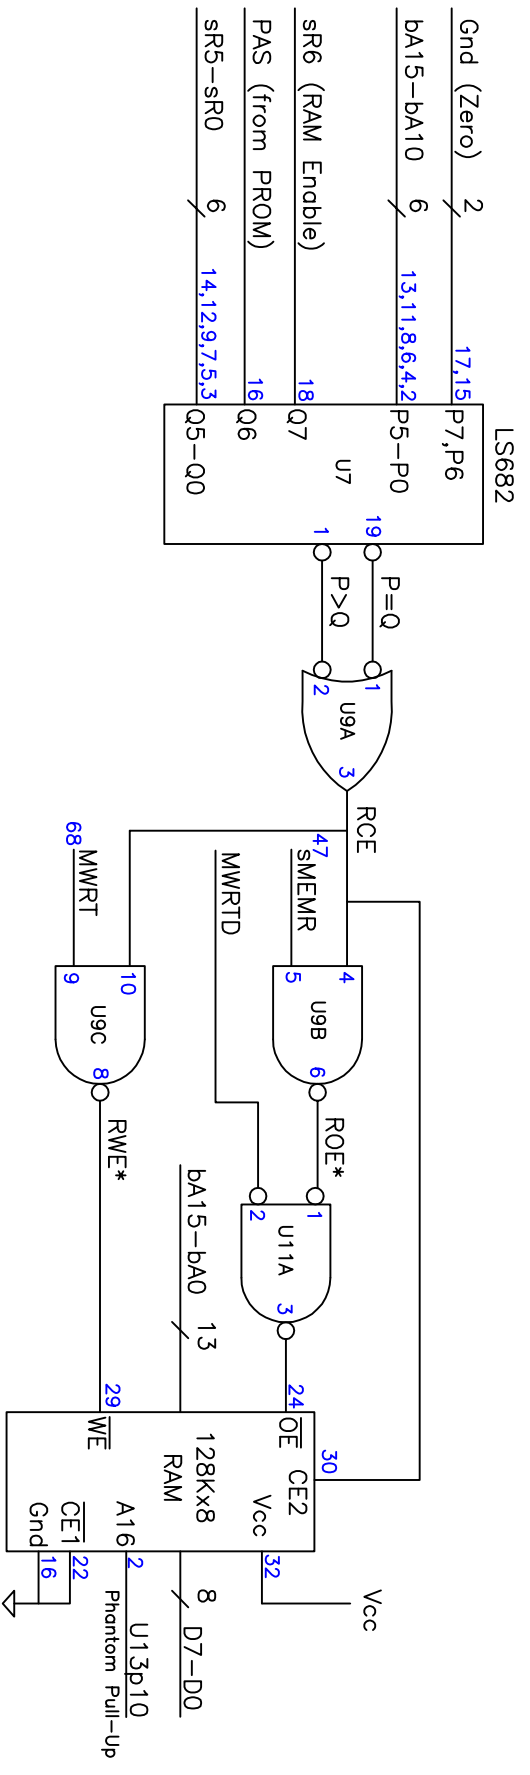 Gnd (Zero)
2
17,15
bA15-bA10
6
13,11,8,6,4,2
sR6 (RAM Enable)
18
PAS (from PROM)
16
sR5-sR0
6
14,12,9,7,5,3
LS682
P7,P6
P5-P0
U7
Q7
Q6
Q5-Q0
19
1
P=Q
P>Q
1
2
U9A
3
RCE
47
sMEMR
MWRTD
68
MWRT
4
5
U9B
6
ROE*
10
9
U9C
8
RWE*
1
2
U11A
3
bA15-bA0
13
24
29
30
OE
CE2
WE
128Kx8
RAM
Vcc
A16
CE1
Gnd
32
Vcc
8
D7-D0
2
U13p10
Phantom Pull-Up
22
16